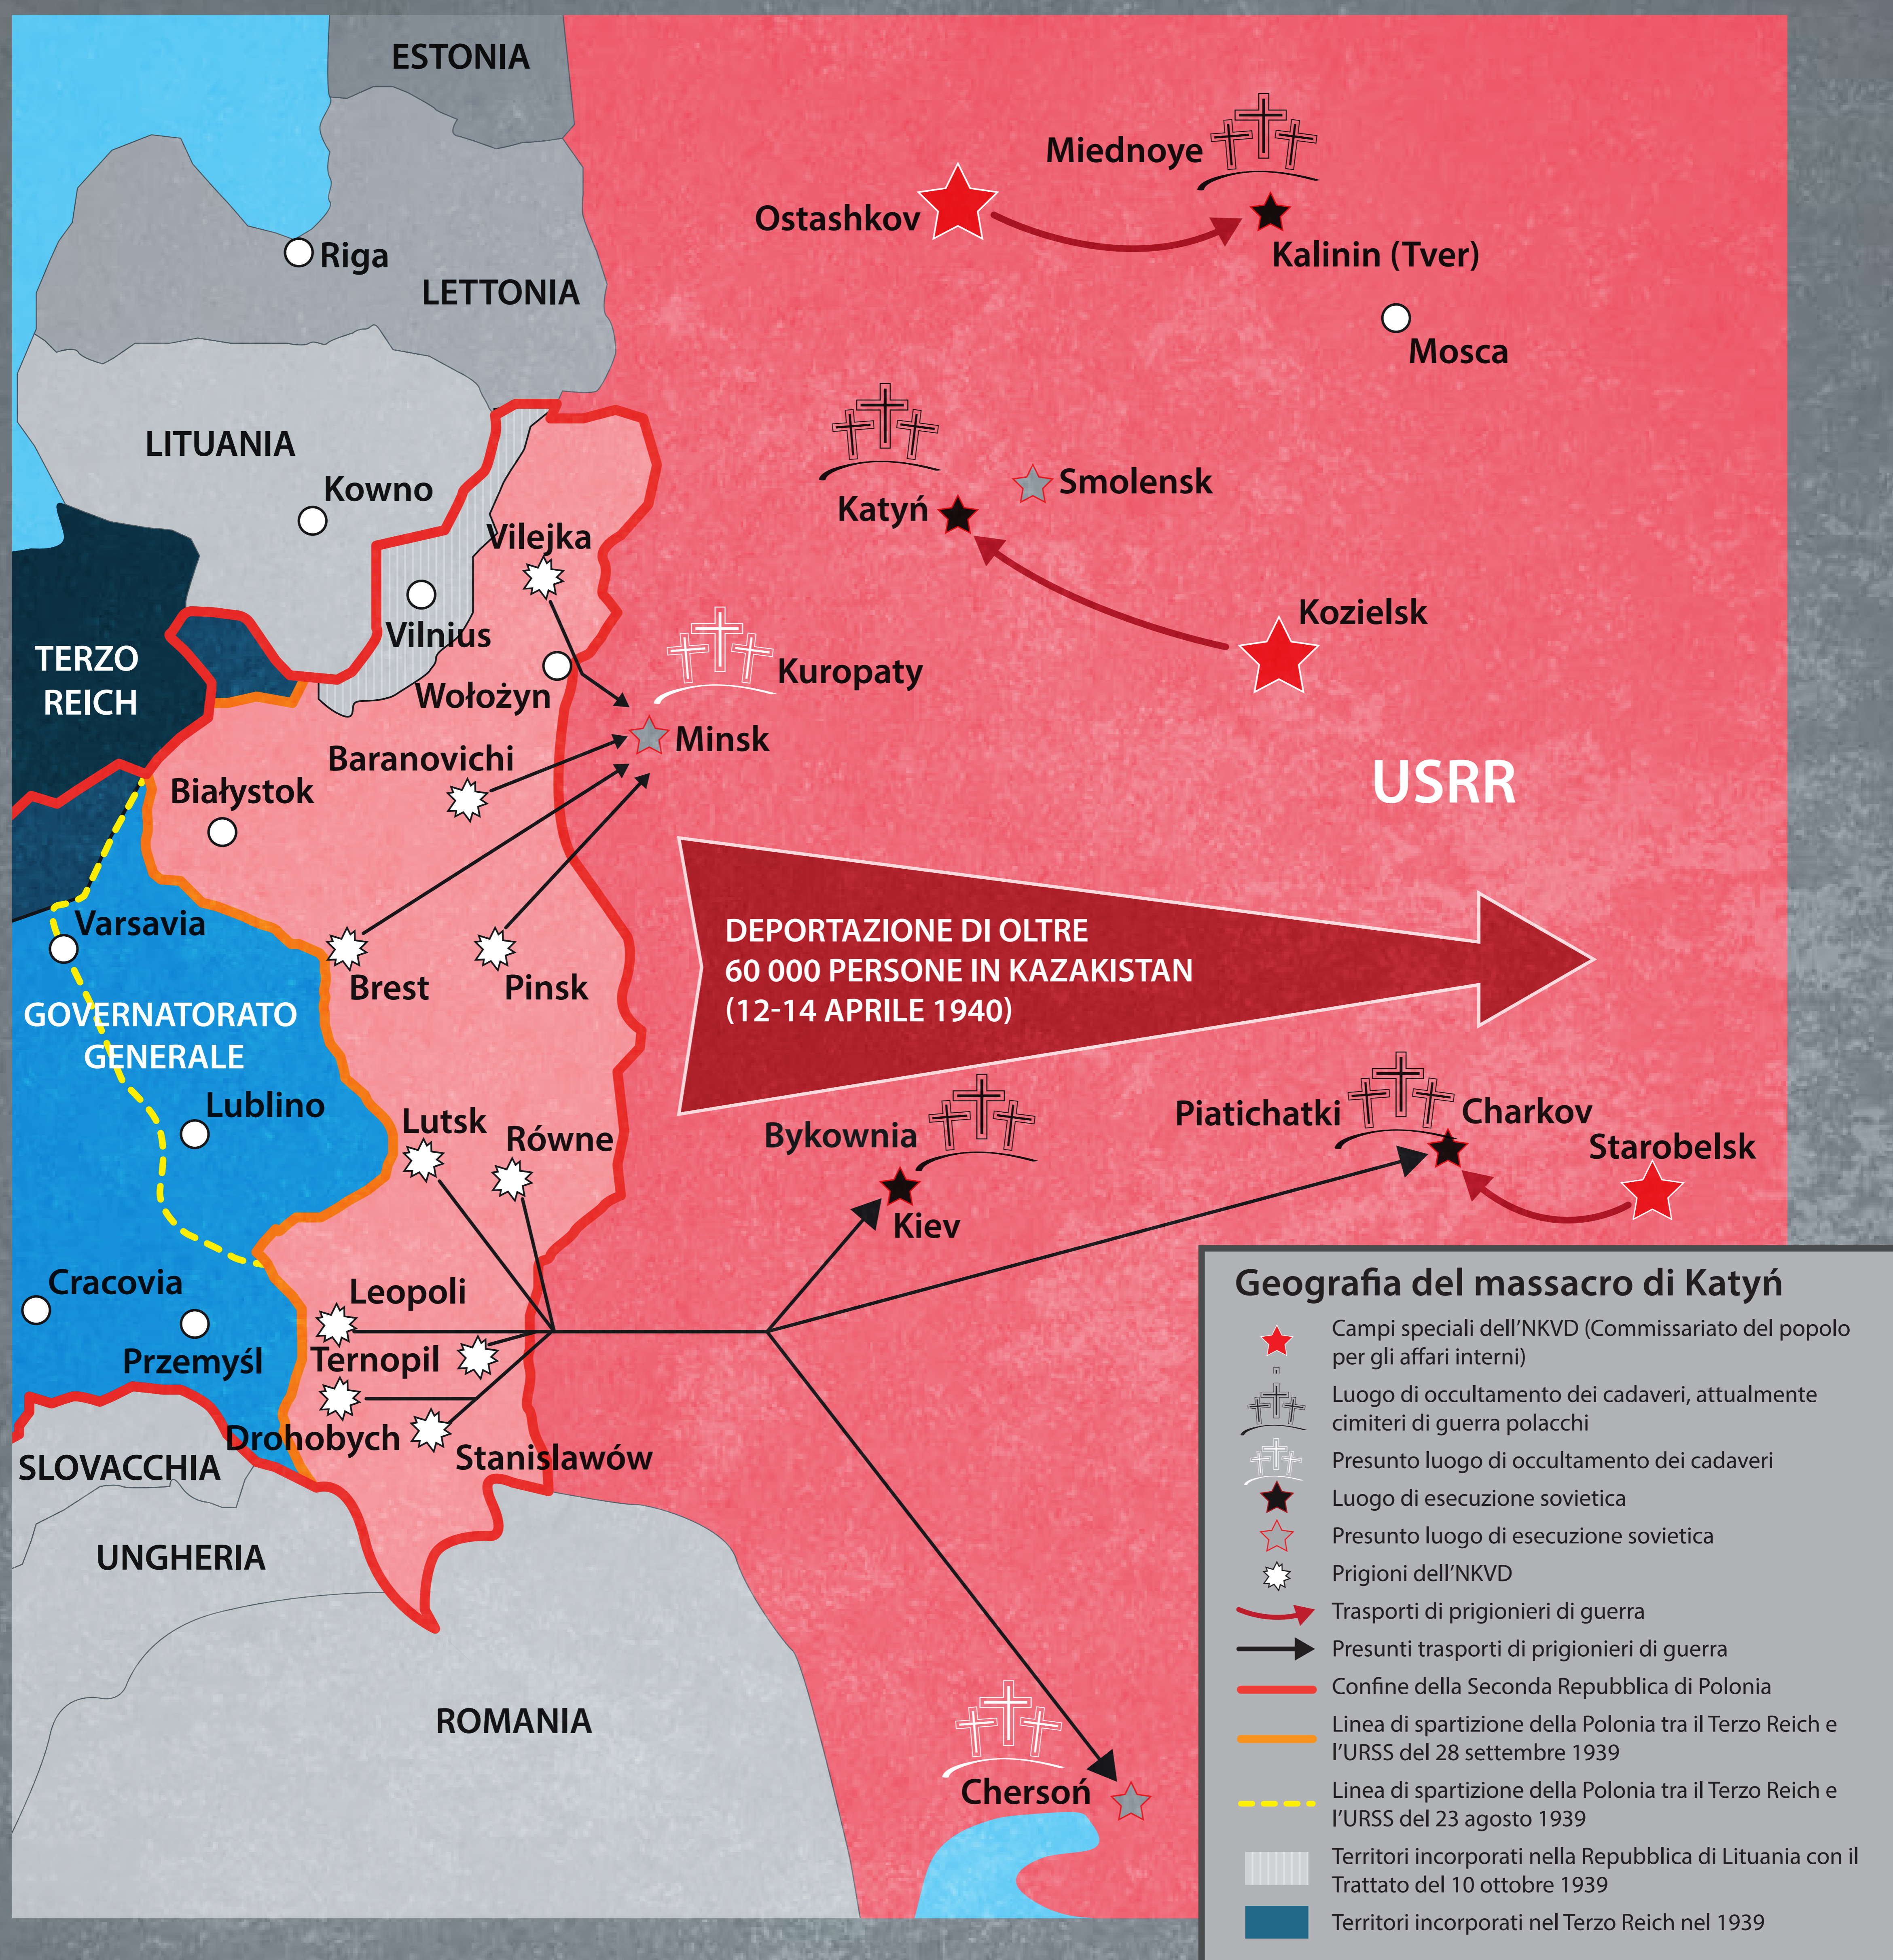 ESTONIA
Miednoye
Ostashkov
Kalinin (Tver)
Riga
LETTONIA
Mosca
LITUANIA
Kowno
Smolensk
Katyń
Vilejka
Kozielsk
Vilnius
TERZO
REICH
Kuropaty
Wołożyn
Minsk
Baranovichi
USRR
Białystok
Varsavia
DEPORTAZIONE DI OLTRE
60 000 PERSONE IN KAZAKISTAN
(12-14 APRILE 1940)
Brest
Pinsk
GOVERNATORATO
GENERALE
Lublino
Lutsk
Równe
Bykownia
Kiev
Piatichatki
Charkov
Starobelsk
Cracovia
Leopoli
Przemyśl
Ternopil
Drohobych
Stanislawów
SLOVACCHIA
UNGHERIA
ROMANIA
Chersoń
Geografia del massacro di Katyń
Campi speciali dell'NKVD (Commissariato del popolo
per gli affari interni)
Luogo di occultamento dei cadaveri, attualmente
cimiteri di guerra polacchi
Presunto luogo di occultamento dei cadaveri
Luogo di esecuzione sovietica
Presunto luogo di esecuzione sovietica
Prigioni dell'NKVD
Trasporti di prigionieri di guerra
Presunti trasporti di prigionieri di guerra
Confine della Seconda Repubblica di Polonia
Linea di spartizione della Polonia tra il Terzo Reich e
l'URSS del 28 settembre 1939
Linea di spartizione della Polonia tra il Terzo Reich e
l'URSS del 23 agosto 1939
Territori incorporati nella Repubblica di Lituania con il
Trattato del 10 ottobre 1939
Territori incorporati nel Terzo Reich nel 1939